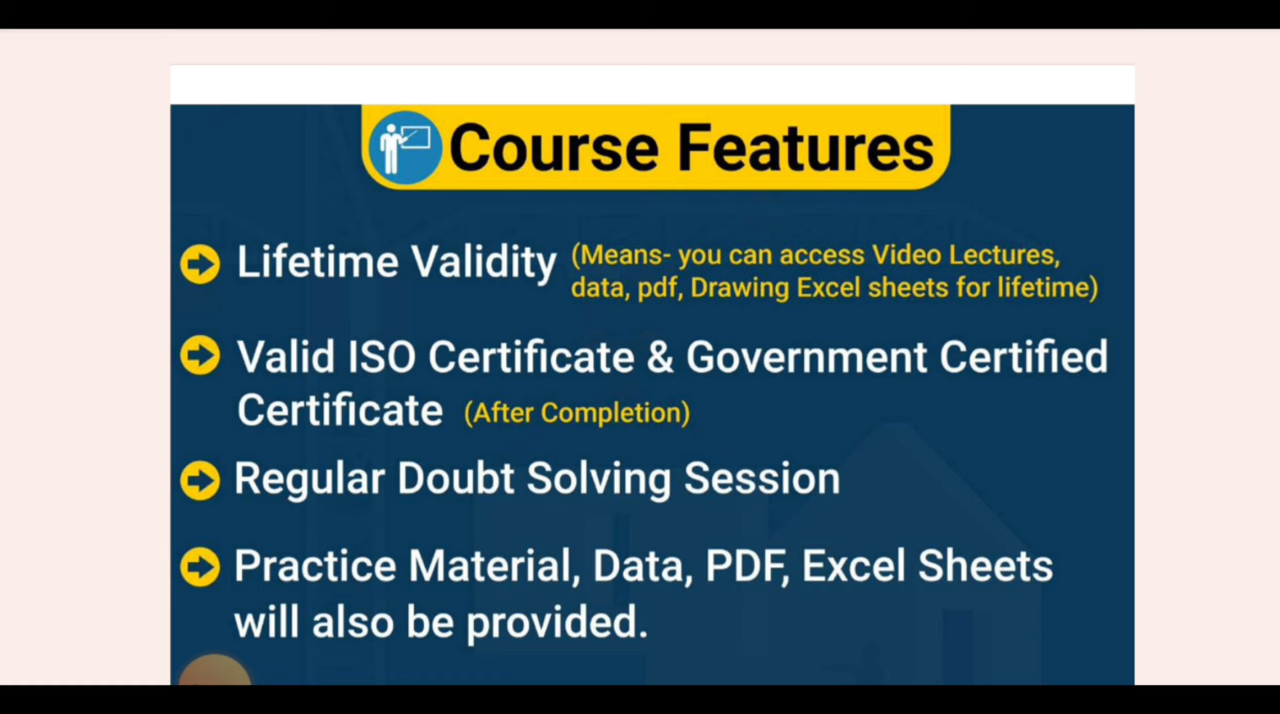 Course Features
Lifetime Validity (Means- you can access Video Lectures,
data, pdf, Drawing Excel sheets for lifetime)
Valid ISO Certificate & Government Certified
Certificate (After Completion)
Regular Doubt Solving Session
Practice Material, Data, PDF, Excel Sheets
will also be provided.